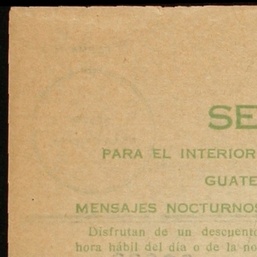 SE
PARA EL INTERIOR
GUATE
MENSAJES NOCTURNOS
Disfrutan de un descuento
hora hábil del día o de la no